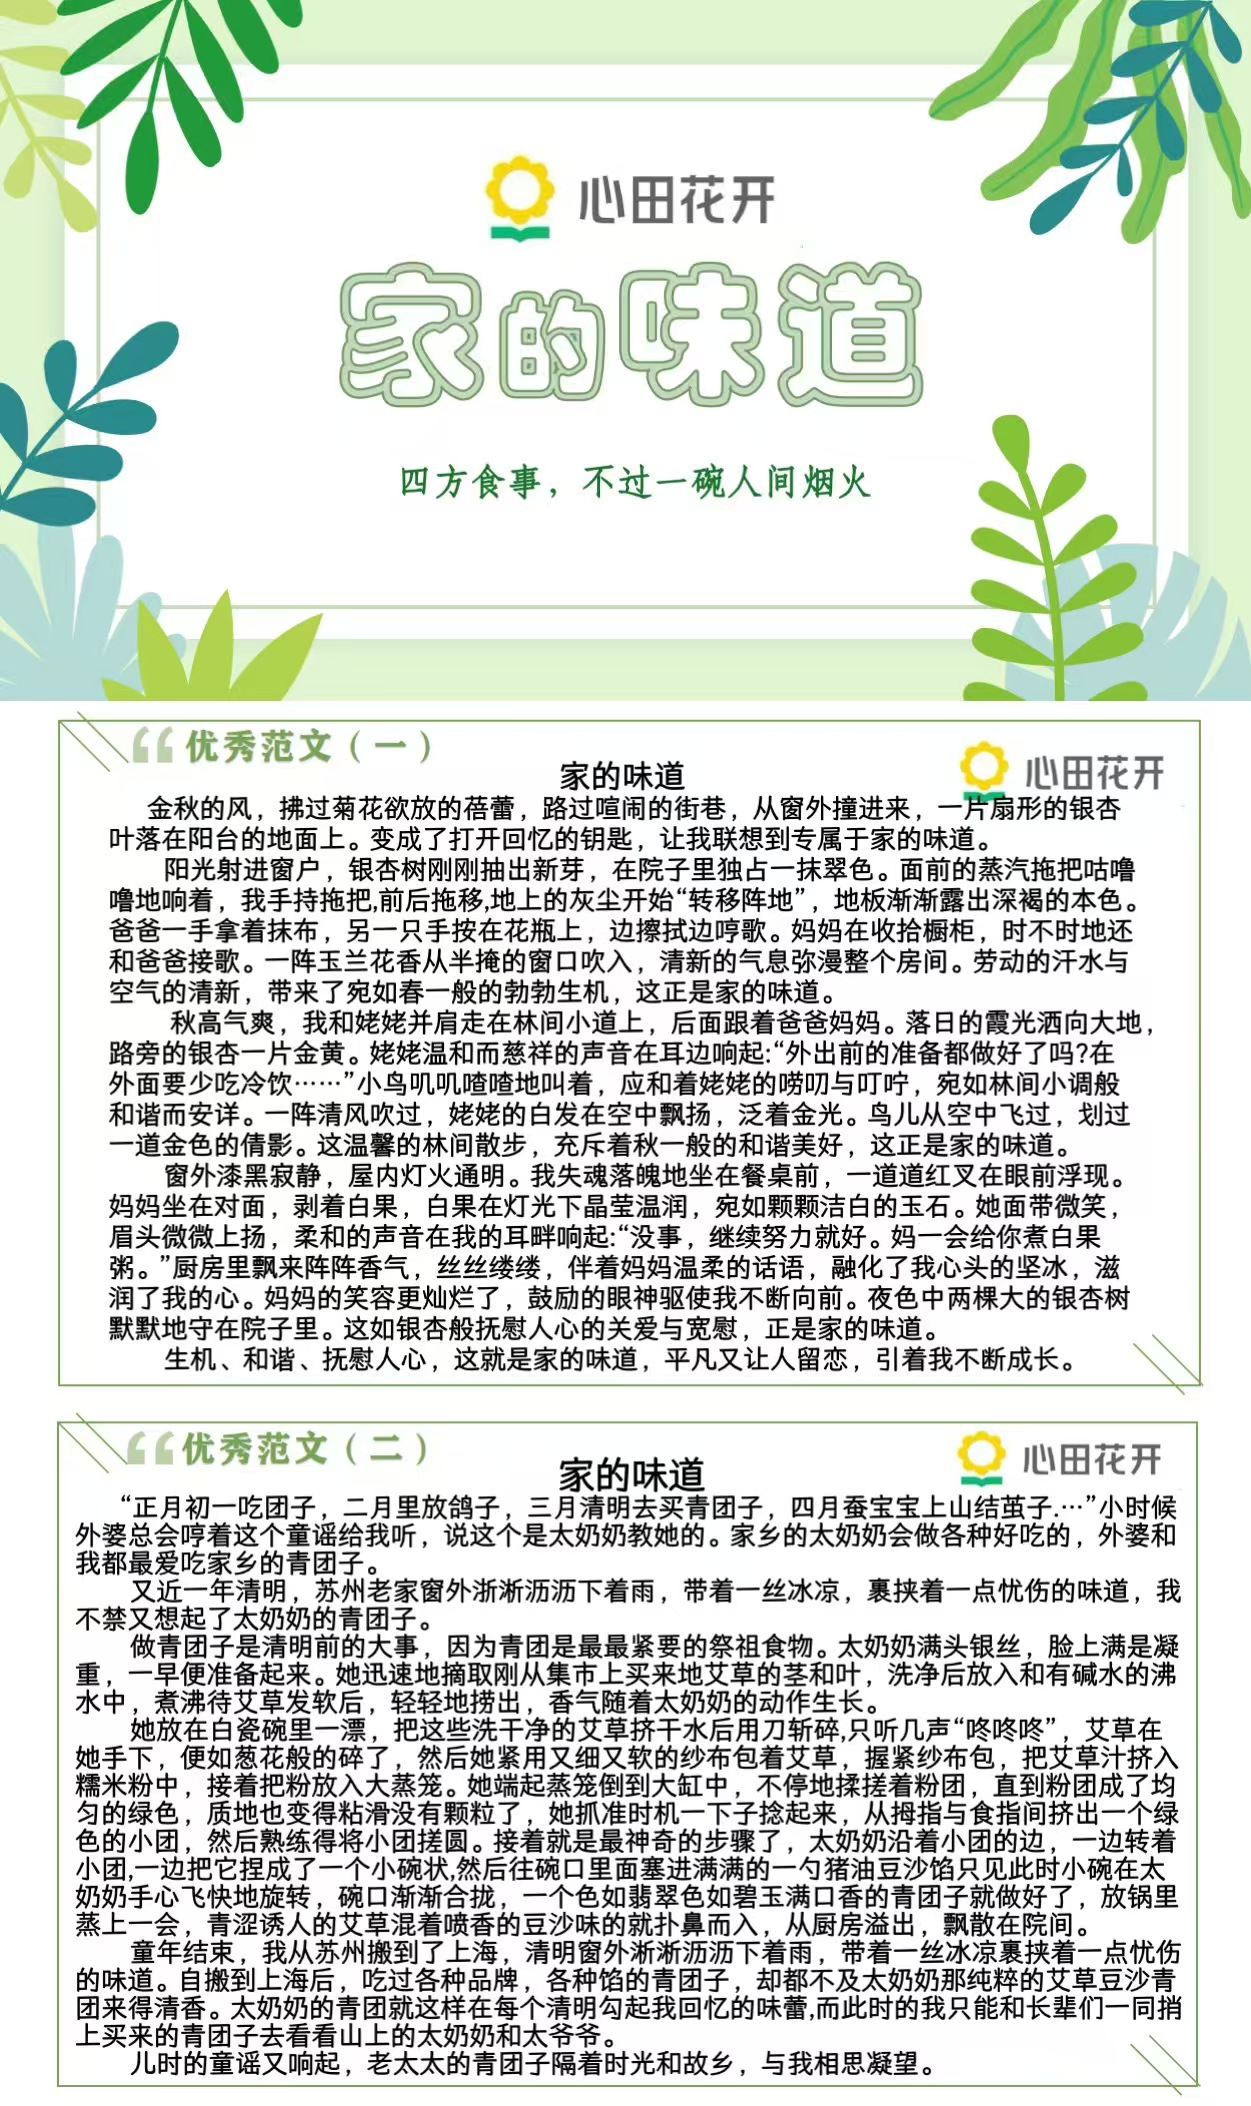 心田花开
家的味道
四方食事，不过一碗人间烟火
优秀范文（一）
心田花开
家的味道
金秋的风，拂过菊花欲放的蓓蕾，路过喧闹的街巷，从窗外撞进来，一片扇形的银杏
叶落在阳台的地面上。变成了打开回忆的钥匙，让我联想到专属于家的味道。
阳光射进窗户，银杏树刚刚抽出新芽，在院子里独占一抹翠色。面前的蒸汽拖把咕噜
噜地响着，我手持拖把,前后拖移,地上的灰尘开始“转移阵地”，地板渐渐露出深褐的本色。
爸爸一手拿着抹布，另一只手按在花瓶上，边擦拭边哼歌。妈妈在收拾橱柜，时不时地还
和爸爸接歌。一阵玉兰花香从半掩的窗口吹入，清新的气息弥漫整个房间。劳动的汗水与
空气的清新，带来了宛如春一般的勃勃生机，这正是家的味道。
秋高气爽，我和姥姥并肩走在林间小道上，后面跟着爸爸妈妈。落日的霞光洒向大地，
路旁的银杏一片金黄。姥姥温和而慈祥的声音在耳边响起:“外出前的准备都做好了吗?在
外面要少吃冷饮……”小鸟叽叽喳喳地叫着，应和着姥姥的唠叨与叮咛，宛如林间小调般
和谐而安详。一阵清风吹过，姥姥的白发在空中飘扬，泛着金光。鸟儿从空中飞过，划过
一道金色的倩影。这温馨的林间散步，充斥着秋一般的和谐美好，这正是家的味道。
窗外漆黑寂静，屋内灯火通明。我失魂落魄地坐在餐桌前，一道道红叉在眼前浮现。
妈妈坐在对面，剥着白果，白果在灯光下晶莹温润，宛如颗颗洁白的玉石。她面带微笑，
眉头微微上扬，柔和的声音在我的耳畔响起:“没事，继续努力就好。妈一会给你煮白果
粥。”厨房里飘来阵阵香气，丝丝缕缕，伴着妈妈温柔的话语，融化了我心头的坚冰，滋
润了我的心。妈妈的笑容更灿烂了，鼓励的眼神驱使我不断向前。夜色中两棵大的银杏树
默默地守在院子里。这如银杏般抚慰人心的关爱与宽慰，正是家的味道。
生机、和谐、抚慰人心，这就是家的味道，平凡又让人留恋，引着我不断成长。
优秀范文（二）
心田花开
家的味道
“正月初一吃团子，二月里放鸽子，三月清明去买青团子，四月蚕宝宝上山结茧子.…”小时候
外婆总会哼着这个童谣给我听，说这个是太奶奶教她的。家乡的太奶奶会做各种好吃的，外婆和
我都最爱吃家乡的青团子。
又近一年清明，苏州老家窗外浙淅沥沥下着雨，带着一丝冰凉，裹挟着一点忧伤的味道，我
不禁又想起了太奶奶的青团子。
做青团子是清明前的大事，因为青团是最最紧要的祭祖食物。太奶奶满头银丝，脸上满是凝
重，一早便准备起来。她迅速地摘取刚从集市上买来地艾草的茎和叶，洗净后放入和有碱水的沸
水中，煮沸待艾草发软后，轻轻地捞出，香气随着太奶奶的动作生长。
她放在白瓷碗里一漂，把这些洗干净的艾草挤干水后用刀斩碎,只听几声“咚咚咚”，艾草在
她手下，便如葱花般的碎了，然后她紧用又细又软的纱布包着艾草，握紧纱布包，把艾草汁挤入
糯米粉中，接着把粉放入大蒸笼。她端起蒸笼倒到大缸中，不停地揉搓着粉团，直到粉团成了均
匀的绿色，质地也变得粘滑没有颗粒了，她抓准时机一下子捻起来，从拇指与食指间挤出一个绿
色的小团，然后熟练得将小团搓圆。接着就是最神奇的步骤了，太奶奶沿着小团的边，一边转着
小团,一边把它捏成了一个小碗状,然后往碗口里面塞进满满的一勺猪油豆沙馅只见此时小碗在太
奶奶手心飞快地旋转，碗口渐渐合拢，一个色如翡翠色如碧玉满口香的青团子就做好了，放锅里
蒸上一会，青涩诱人的艾草混着喷香的豆沙味的就扑鼻而入，从厨房溢出，飘散在院间。
童年结束，我从苏州搬到了上海，清明窗外淅淅沥沥下着雨，带着一丝冰凉裹挟着一点忧伤
的味道。自搬到上海后，吃过各种品牌，各种馅的青团子，却都不及太奶奶那纯粹的艾草豆沙青
团来得清香。太奶奶的青团就这样在每个清明勾起我回忆的味蕾,而此时的我只能和长辈们一同捎
上买来的青团子去看看山上的太奶奶和太爷爷。
儿时的童谣又响起，老太太的青团子隔着时光和故乡，与我相思凝望。